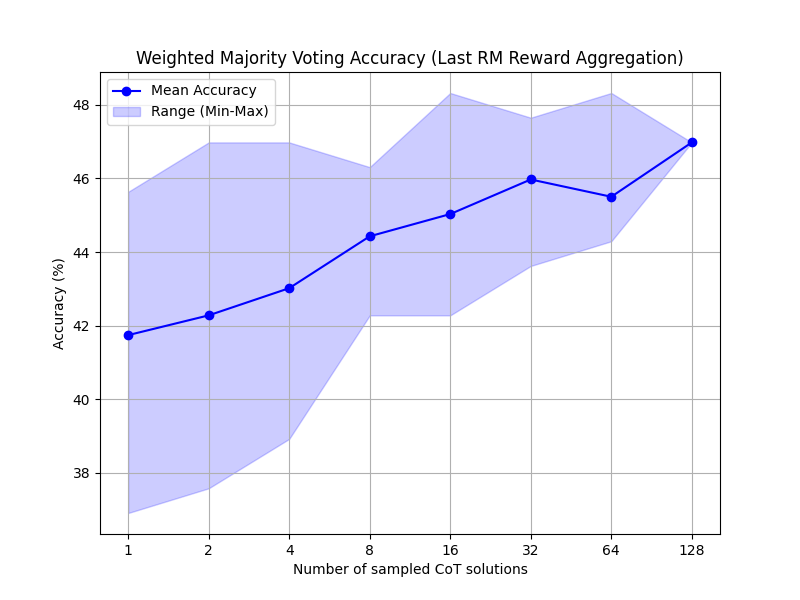 Weighted Majority Voting Accuracy (Last RM Reward Aggregation)
Mean Accuracy
Range (Min-Max)
48
46
44
42
40
38
Accuracy (%)
1 2 4 8 16 32 64 128
Number of sampled CoT solutions